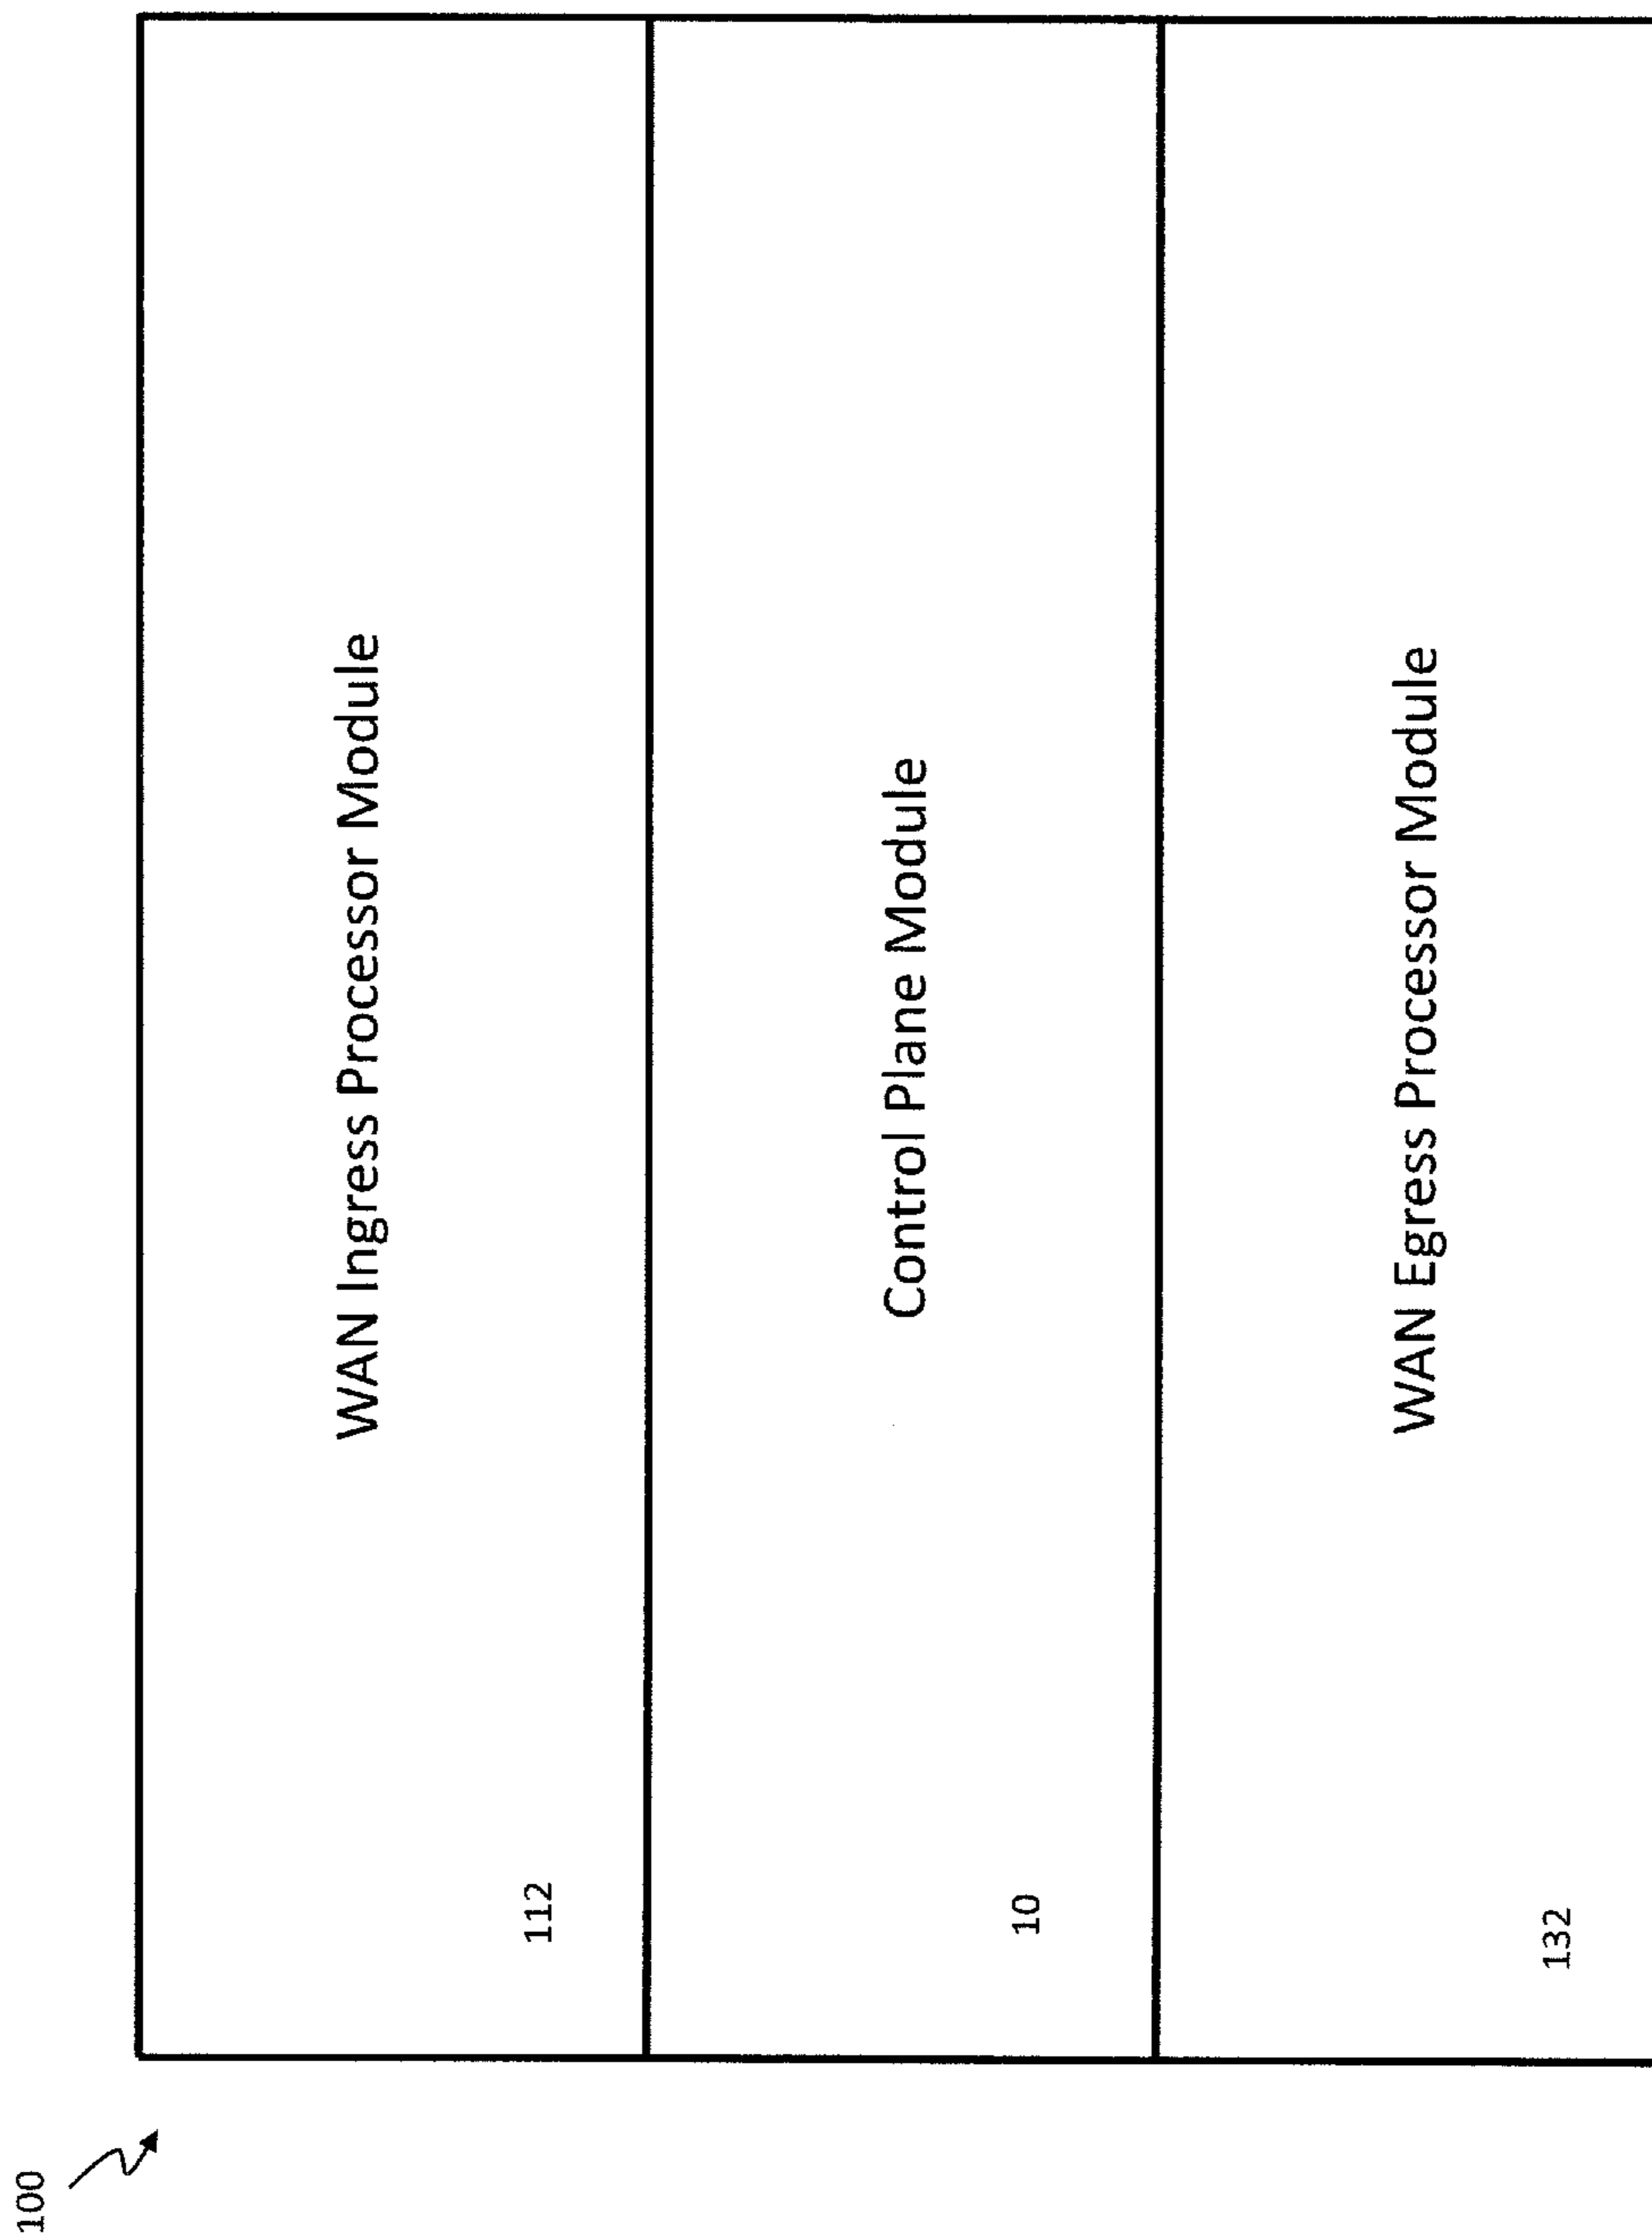 100
WAN Ingress Processor Module
112
Control Plane Module
10
WAN Egress Processor Module
132